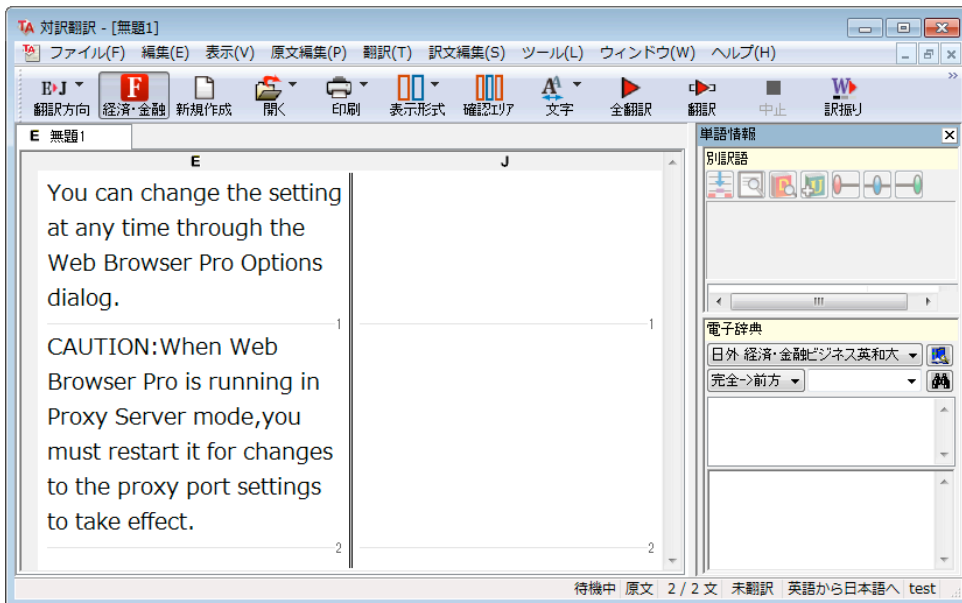 対訳翻訳 - [無題1]
ファイル(F) 編集(E) 表示(V) 原文編集(P) 翻訳(T) 訳文編集(S) ツール(L) ウィンドウ(W) ヘルプ(H)
E▸J
翻訳方向 経済・金融 新規作成 開く 印刷 表示形式 確認エリア 文字 全翻訳 翻訳 中止 訳振り
E 無題1
E J
You can change the setting
at any time through the
Web Browser Pro Options
dialog.
1 1
CAUTION:When Web
Browser Pro is running in
Proxy Server mode,you
must restart it for changes
to the proxy port settings
to take effect.
2 2
単語情報
別訳語
電子辞典
日外 経済・金融ビジネス英和大
完全->前方
待機中 原文 2 / 2 文 未翻訳 英語から日本語へ test